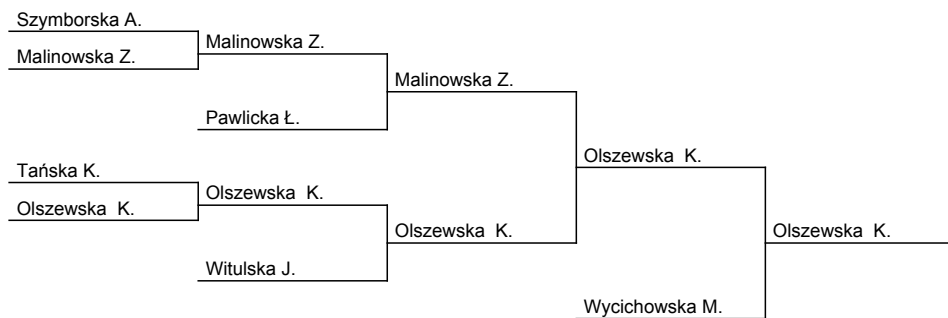 Szymborska A.
Malinowska Z.
Malinowska Z.
Malinowska Z.
Pawlicka Ł.
Olszewska  K.
Tańska K.
Olszewska  K.
Olszewska  K.
Olszewska  K.
Olszewska  K.
Witulska J.
Wycichowska M.